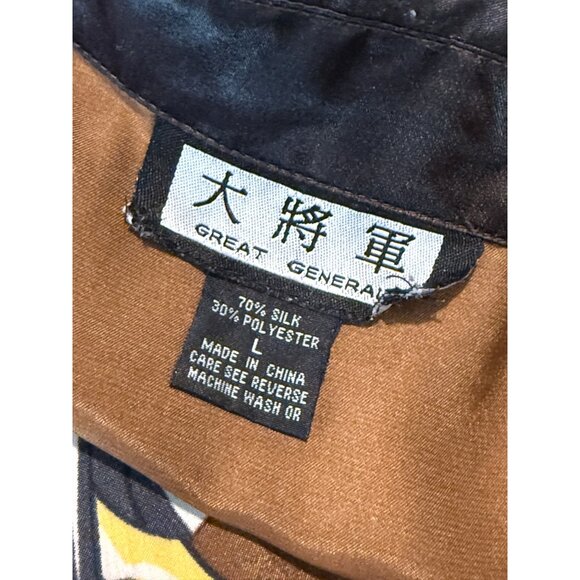 大將軍
GREAT GENERAL
70% SILK
30% POLYESTER
L
MADE IN CHINA
CARE SEE REVERSE
MACHINE WASH OR